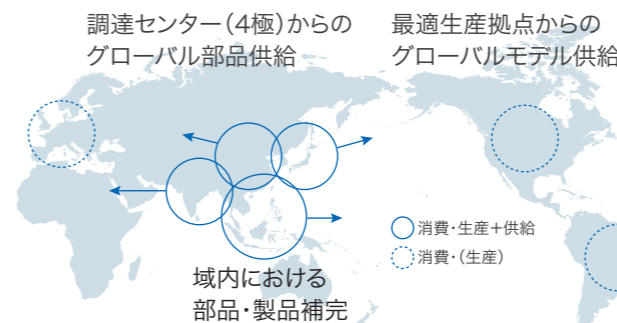 調達センター(4極)からの
グローバル部品供給
最適生産拠点からの
グローバルモデル供給
消費・生産+供給
消費・(生産)
域内における
部品・製品補完